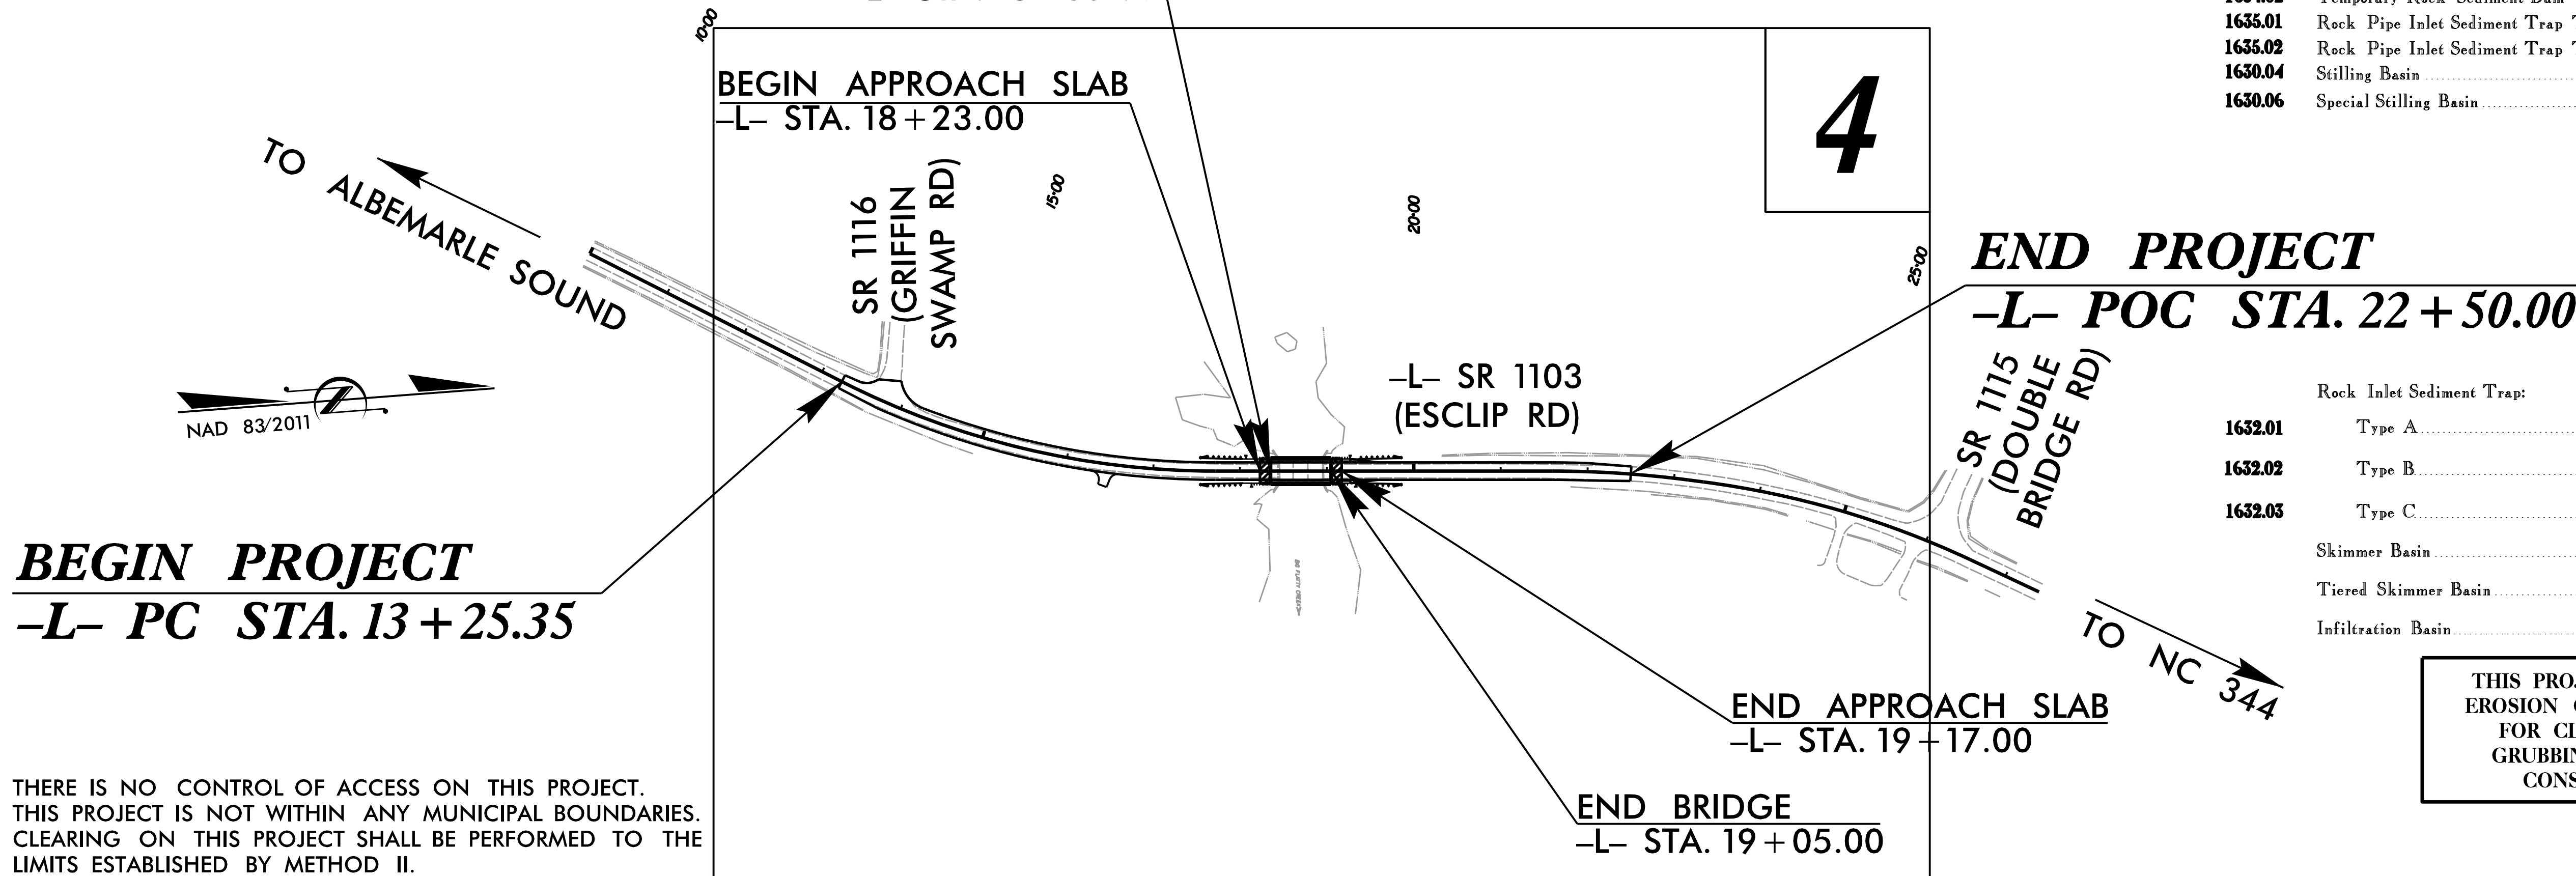 10+00
BEGIN APPROACH SLAB
–L– STA. 18+23.00
4
1635.01 Rock Pipe Inlet Sediment Trap
1635.02 Rock Pipe Inlet Sediment Trap
1630.04 Stilling Basin
1630.06 Special Stilling Basin
TO ALBEMARLE SOUND
SR 1116
(GRIFFIN
SWAMP RD)
15+00
20+00
25+00
END PROJECT
–L– POC STA. 22+50.00
NAD 83/2011
–L– SR 1103
(ESCLIP RD)
SR 1115
(DOUBLE
BRIDGE RD)
Rock Inlet Sediment Trap:
1632.01 Type A
1632.02 Type B
1632.03 Type C
Skimmer Basin
Tiered Skimmer Basin
Infiltration Basin
BEGIN PROJECT
–L– PC STA. 13+25.35
TO NC 344
END APPROACH SLAB
–L– STA. 19+17.00
END BRIDGE
–L– STA. 19+05.00
THERE IS NO CONTROL OF ACCESS ON THIS PROJECT.
THIS PROJECT IS NOT WITHIN ANY MUNICIPAL BOUNDARIES.
CLEARING ON THIS PROJECT SHALL BE PERFORMED TO THE
LIMITS ESTABLISHED BY METHOD II.
THIS
EROSION
FOR